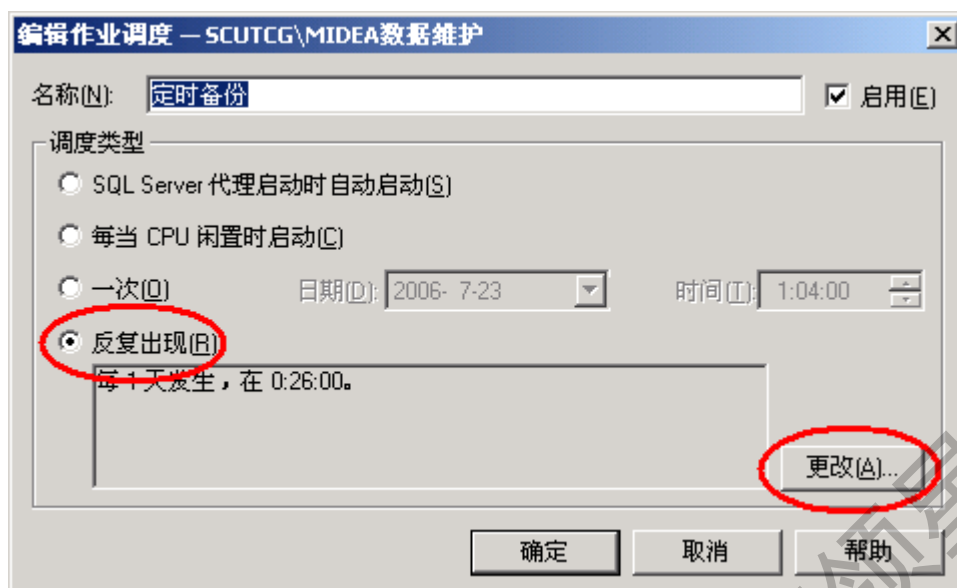 编辑作业调度 — SCUTCG\MIDEA数据维护
名称(N): 定时备份 启用(E)
调度类型
SQL Server 代理启动时自动启动(S)
每当 CPU 闲置时启动(C)
一次(O) 日期(D): 2006- 7-23 时间(T): 1:04:00
反复出现(R)
每 1 天发生，在 0:26:00。
更改(A)...
确定 取消 帮助